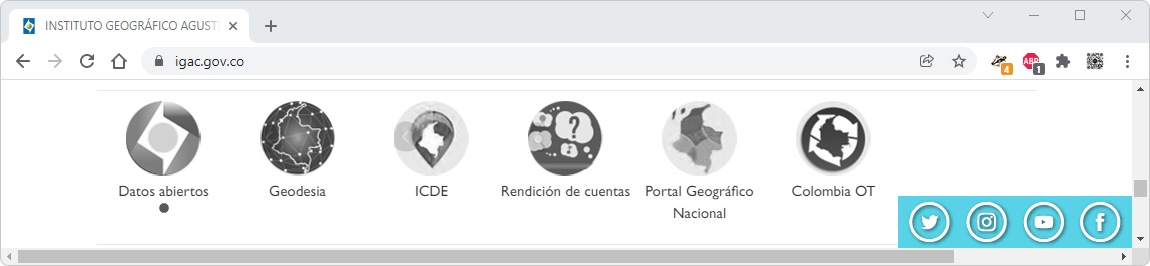 INSTITUTO GEOGRÁFICO AGUST
igac.gov.co
4
ABP
1
Datos abiertos
Geodesia
ICDE
Rendición de cuentas
Portal Geográfico
Nacional
Colombia OT